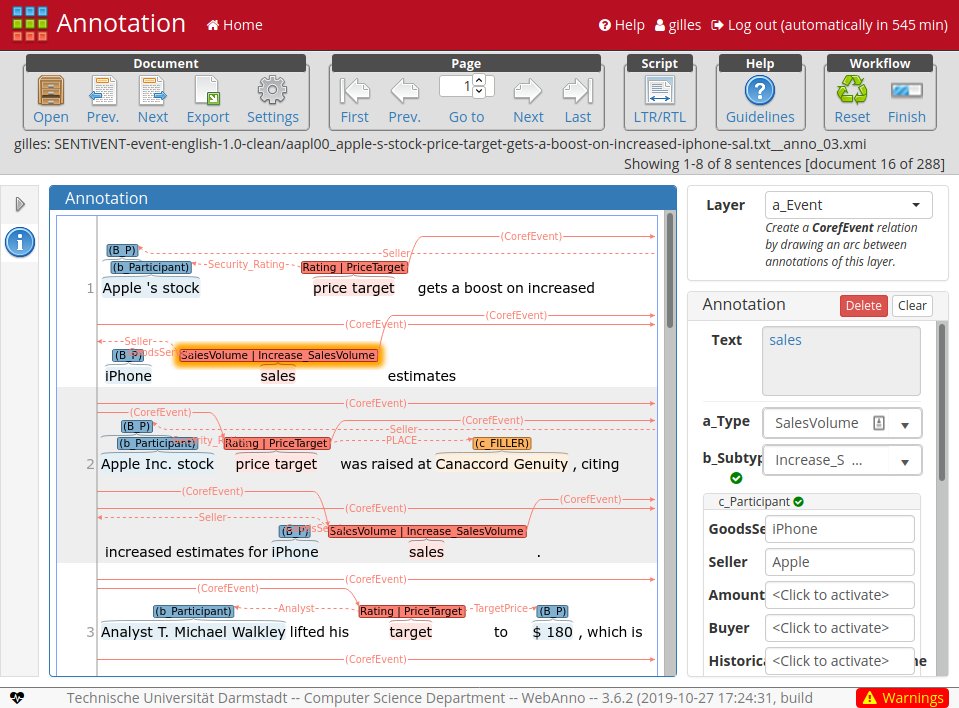 Annotation Home Help gilles Log out (automatically in 545 min)
Document Page Script Help Workflow
1
Open Prev. Next Export Settings First Prev. Go to Next Last LTR/RTL Guidelines Reset Finish
gilles: SENTiVENT-event-english-1.0-clean/aapl00_apple-s-stock-price-target-gets-a-boost-on-increased-iphone-sal.txt__anno_03.xmi
Showing 1-8 of 8 sentences [document 16 of 288]
Annotation
(CorefEvent)
(B_P) Seller
(b_Participant) Security_Rating Rating | PriceTarget
1 Apple 's stock price target gets a boost on increased
(CorefEvent)
(CorefEvent)
Seller
(B_P) SalesVolume | Increase_SalesVolume
iPhone sales estimates
(CorefEvent)
(CorefEvent) (CorefEvent)
(B_P) Seller
(b_Participant) Rating | PriceTarget PLACE (c_FILLER)
2 Apple Inc. stock price target was raised at Canaccord Genuity , citing
(CorefEvent) (CorefEvent)
(CorefEvent)
Seller
(B_P) SalesVolume | Increase_SalesVolume
increased estimates for iPhone sales .
(CorefEvent)
(CorefEvent)
(b_Participant) Analyst Rating | PriceTarget TargetPrice (B_P)
3 Analyst T. Michael Walkley lifted his target to $ 180 , which is
(CorefEvent)
Layer a_Event
Create a CorefEvent relation
by drawing an arc between
annotations of this layer.
Annotation Delete Clear
Text sales
a_Type SalesVolume
b_Subtyp Increase_S ...
c_Participant
GoodsSe iPhone
Seller Apple
Amount <Click to activate>
Buyer <Click to activate>
Historica <Click to activate> ne
Technische Universität Darmstadt -- Computer Science Department -- WebAnno -- 3.6.2 (2019-10-27 17:24:31, build
Warnings